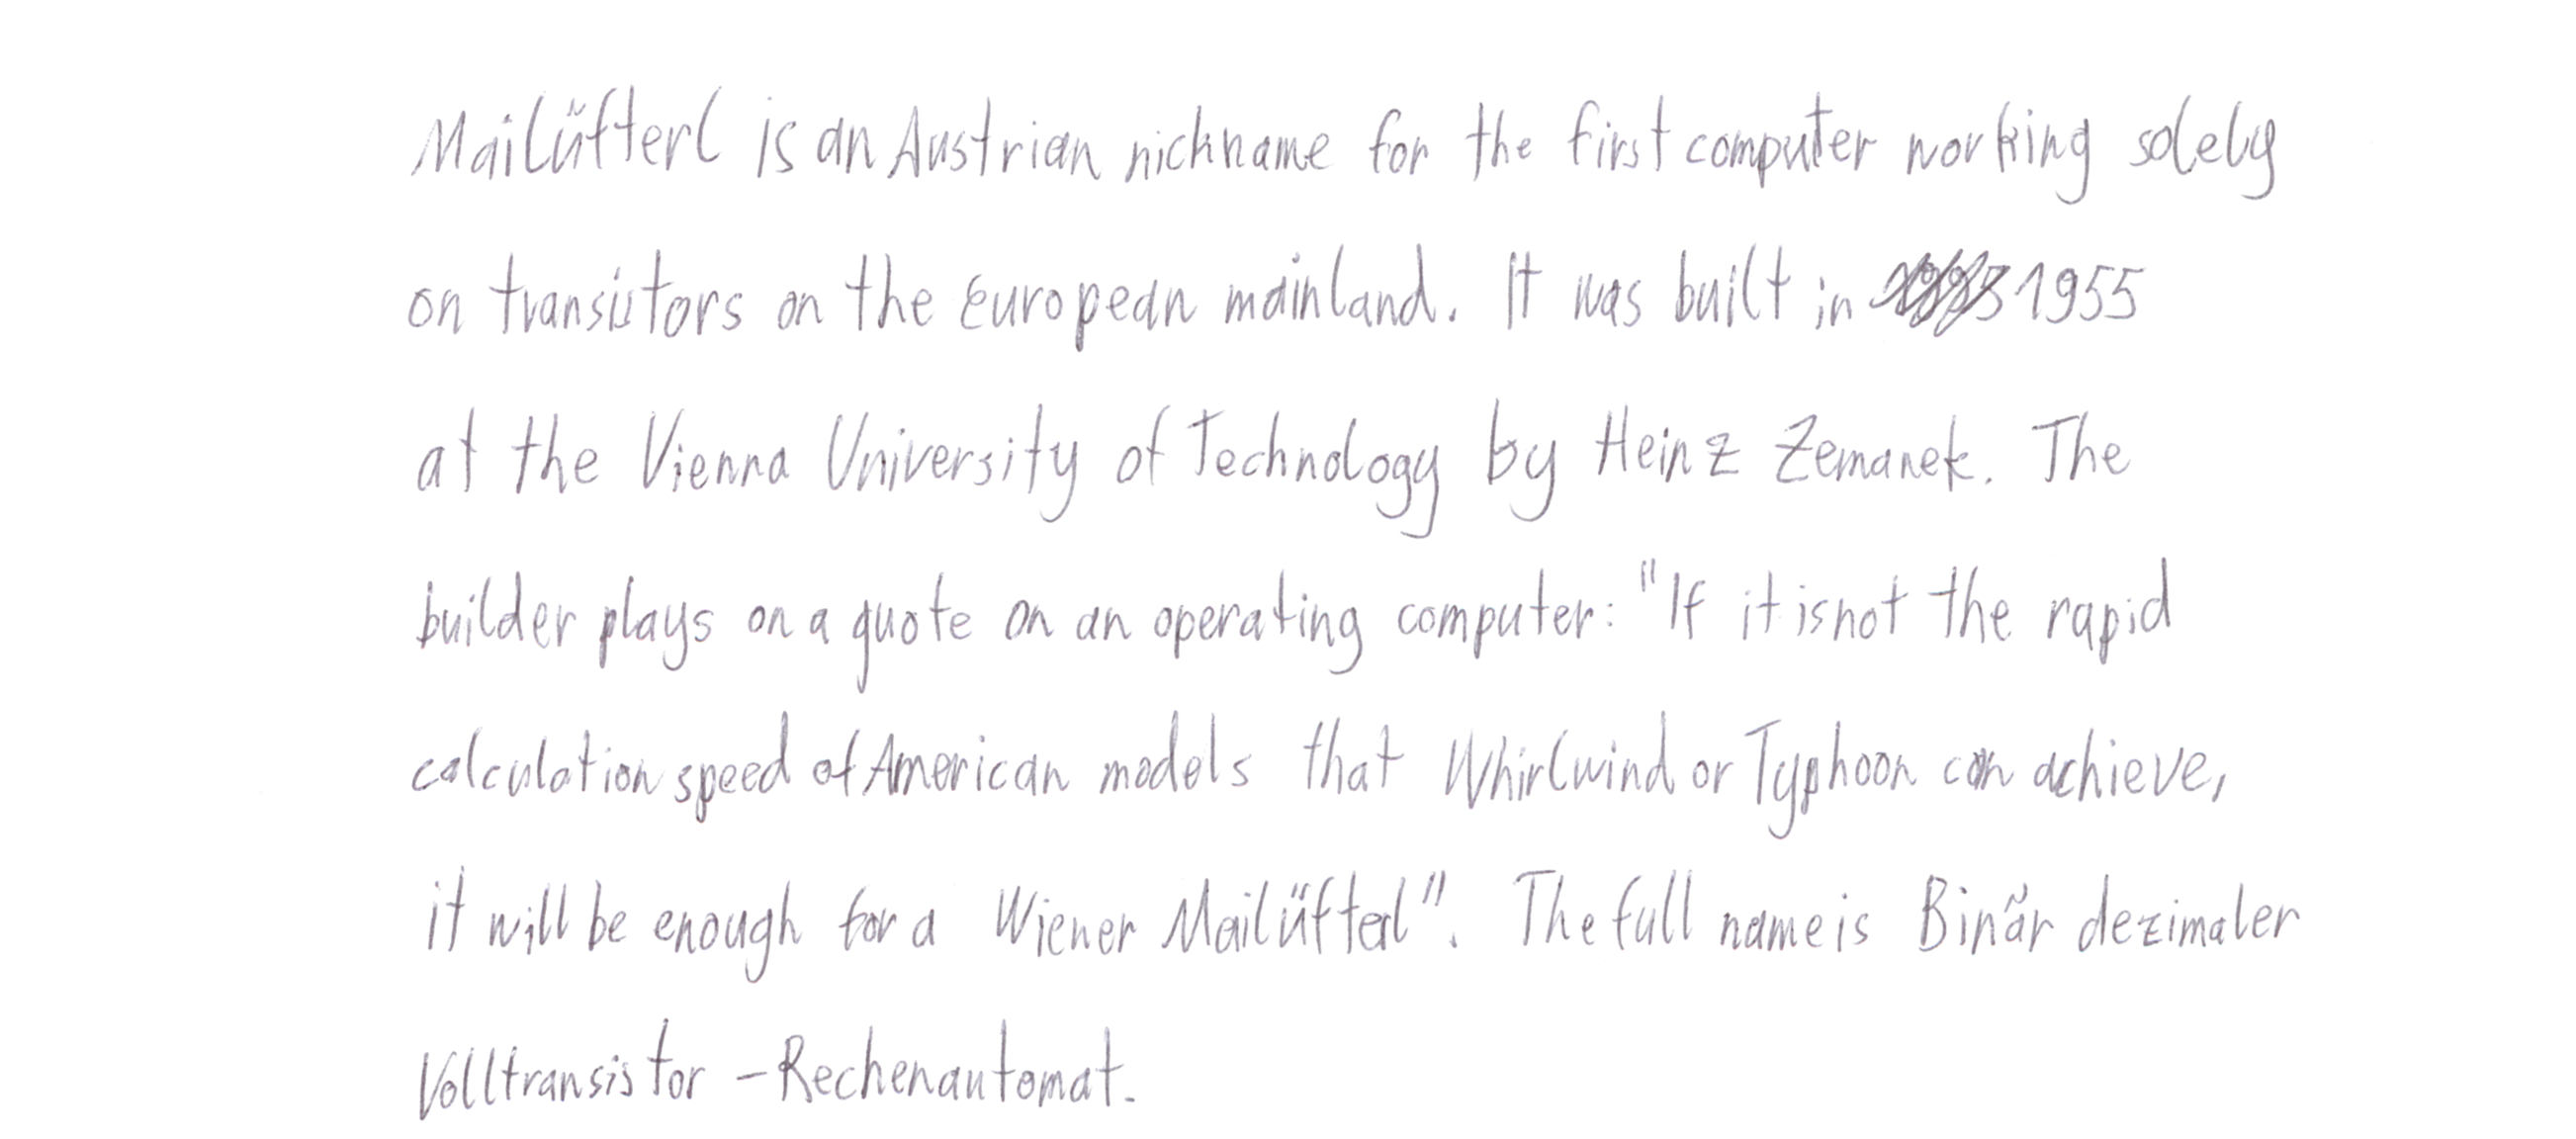 Mailüfterl is an Austrian nickname for the first computer working solely
on transistors on the European mainland. It was built in 1955
at the Vienna University of Technology by Heinz Zemanek. The
builder plays on a quote on an operating computer: "If it is not the rapid
calculation speed of American models that Whirlwind or Typhoon can achieve,
it will be enough for a Wiener Mailüfterl". The full name is Binär dezimaler
Volltransistor - Rechenautomat.